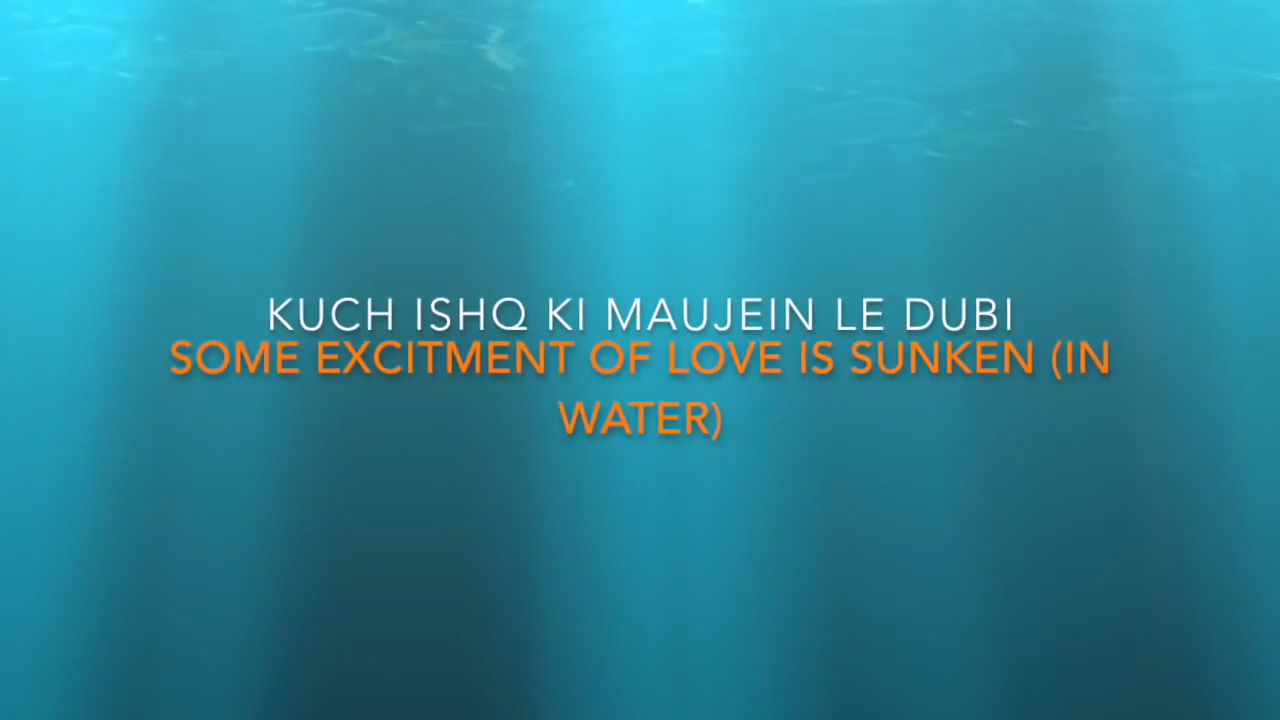 KUCH ISHQ KI MAUJEIN LE DUBI
SOME EXCITMENT OF LOVE IS SUNKEN (IN
WATER)